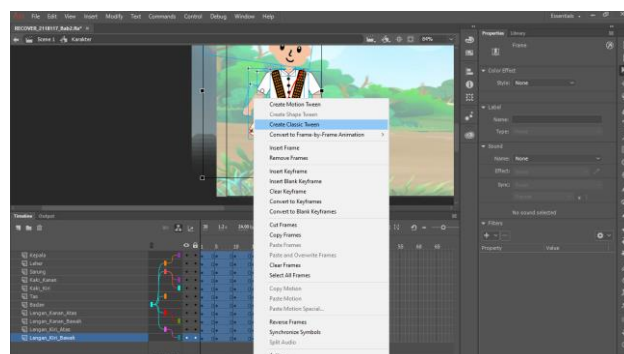 File Edit View Insert Modify Text Commands Control Debug Window Help
Essentials
Scene 1 Karakter
84%
Properties Library
Frame
Color Effect
Style: None
Label
Name:
Type:
Sound
Name: None
Effect:
Sync:
No sound selected
Filters
Property Value
Create Motion Tween
Create Shape Tween
Create Classic Tween
Convert to Frame-by-Frame Animation
Insert Frame
Remove Frames
Insert Keyframe
Insert Blank Keyframe
Clear Keyframe
Convert to Keyframes
Convert to Blank Keyframes
Cut Frames
Copy Frames
Paste Frames
Paste and Overwrite Frames
Clear Frames
Select All Frames
Copy Motion
Paste Motion
Paste Motion Special...
Reverse Frames
Synchronize Symbols
Split Audio
Timeline Output
Kepala
Leher
Sarung
Kaki_Kanan
Kaki_Kiri
Tas
Badan
Lengan_Kanan_Atas
Lengan_Kanan_Bawah
Lengan_Kiri_Atas
Lengan_Kiri_Bawah